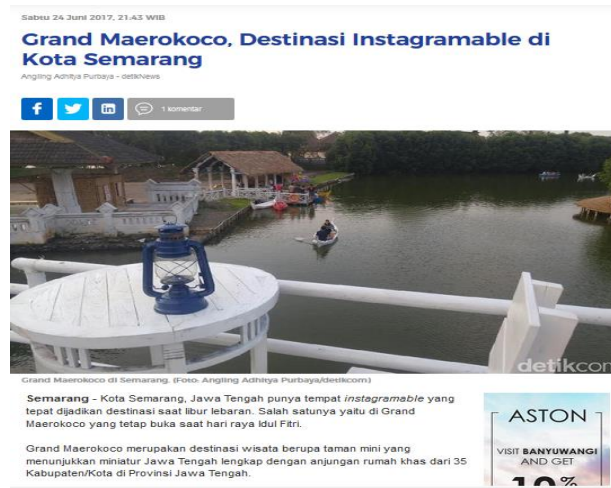 Sabtu 24 Juni 2017, 21:43 WIB
Grand Maerokoco, Destinasi Instagramable di
Kota Semarang
Angling Adhitya Purbaya - detikNews
1 komentar
detikcom
Grand Maerokoco di Semarang. (Foto: Angling Adhitya Purbaya/detikcom)
Semarang - Kota Semarang, Jawa Tengah punya tempat instagramable yang
tepat dijadikan destinasi saat libur lebaran. Salah satunya yaitu di Grand
Maerokoco yang tetap buka saat hari raya Idul Fitri.
Grand Maerokoco merupakan destinasi wisata berupa taman mini yang
menunjukkan miniatur Jawa Tengah lengkap dengan anjungan rumah khas dari 35
Kabupaten/Kota di Provinsi Jawa Tengah.
ASTON
VISIT BANYUWANGI
AND GET